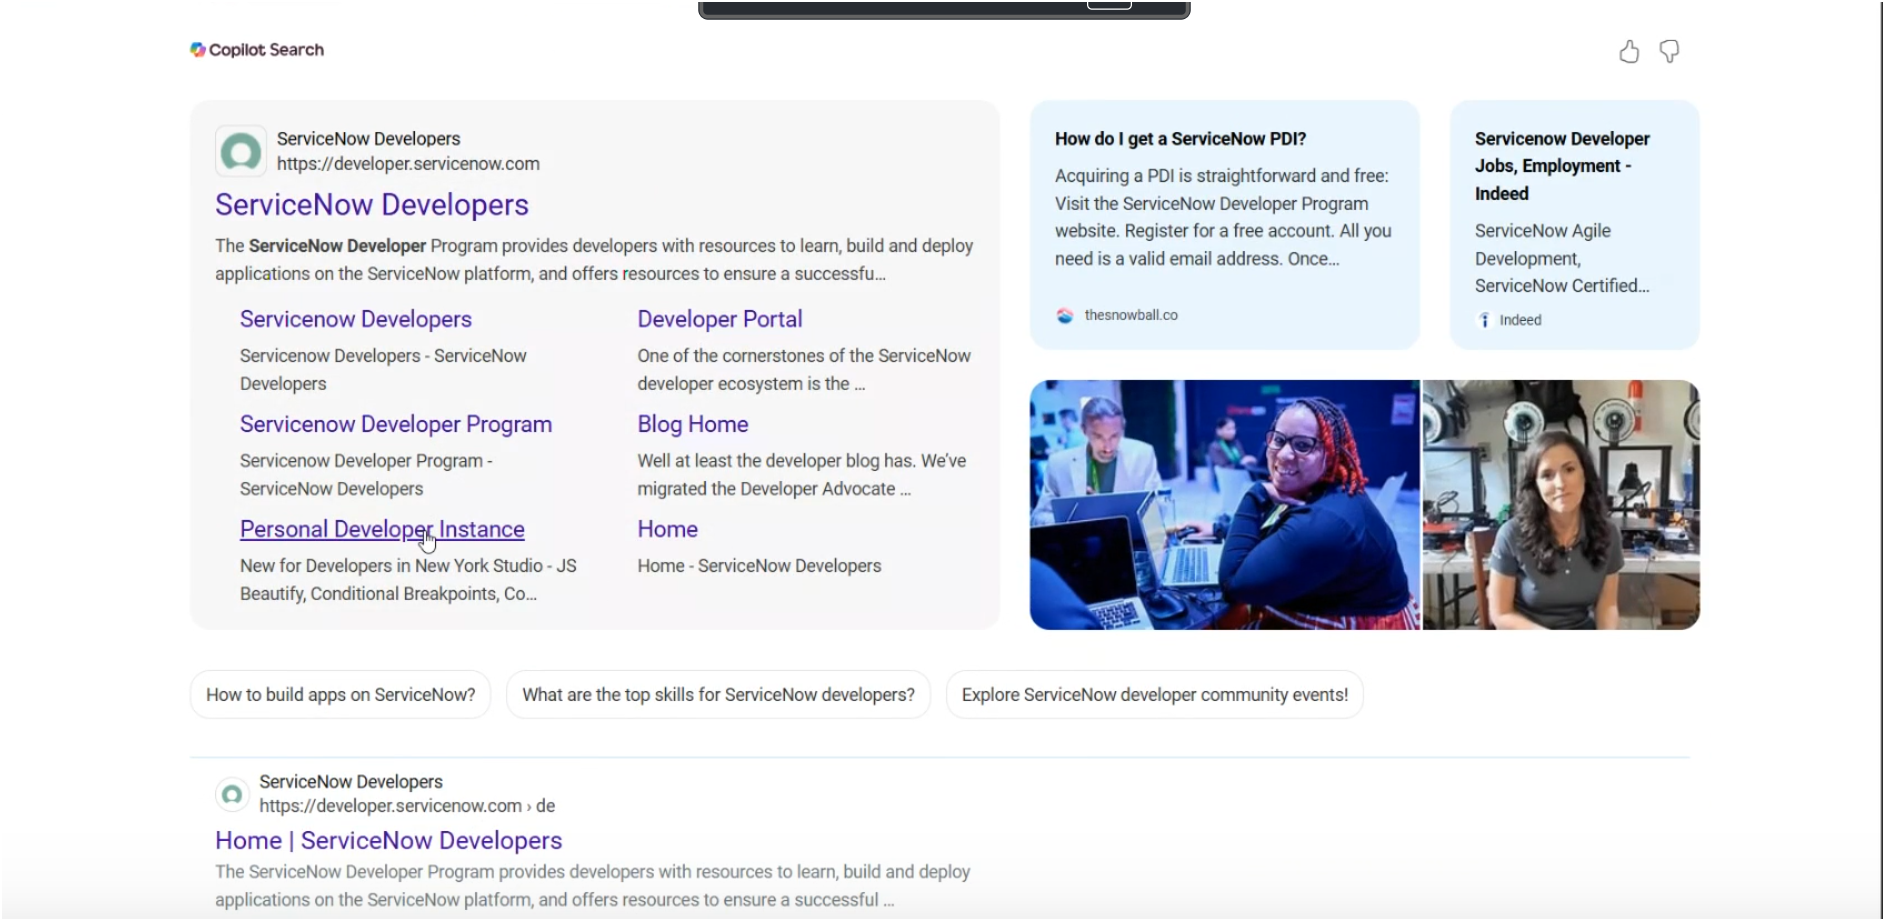 Copilot Search
ServiceNow Developers
https://developer.servicenow.com
ServiceNow Developers
The ServiceNow Developer Program provides developers with resources to learn, build and deploy
applications on the ServiceNow platform, and offers resources to ensure a successfu...
Servicenow Developers
Servicenow Developers - ServiceNow
Developers
Servicenow Developer Program
Servicenow Developer Program -
ServiceNow Developers
Personal Developer Instance
New for Developers in New York Studio - JS
Beautify, Conditional Breakpoints, Co...
Developer Portal
One of the cornerstones of the ServiceNow
developer ecosystem is the ...
Blog Home
Well at least the developer blog has. We've
migrated the Developer Advocate ...
Home
Home - ServiceNow Developers
How do I get a ServiceNow PDI?
Acquiring a PDI is straightforward and free:
Visit the ServiceNow Developer Program
website. Register for a free account. All you
need is a valid email address. Once...
thesnowball.co
Servicenow Developer
Jobs, Employment -
Indeed
ServiceNow Agile
Development,
ServiceNow Certified...
Indeed
How to build apps on ServiceNow?
What are the top skills for ServiceNow developers?
Explore ServiceNow developer community events!
ServiceNow Developers
https://developer.servicenow.com › de
Home | ServiceNow Developers
The ServiceNow Developer Program provides developers with resources to learn, build and deploy
applications on the ServiceNow platform, and offers resources to ensure a successful ...